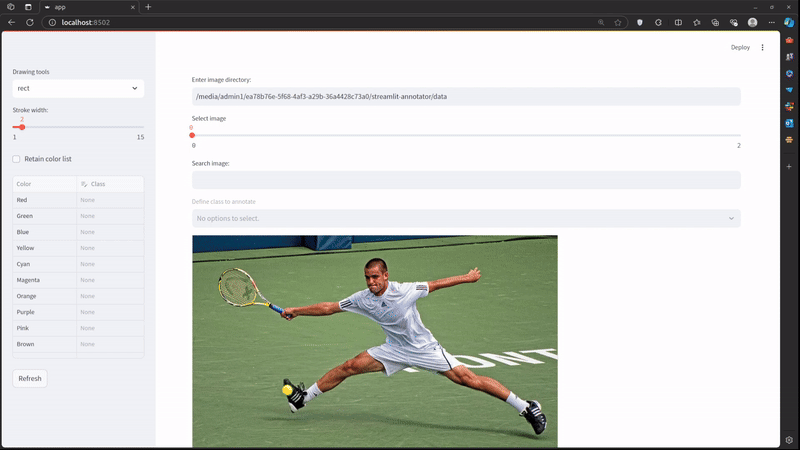 app
localhost:8502
Deploy
Drawing tools
rect
Stroke width:
2
1 15
Retain color list
Color Class
Red None
Green None
Blue None
Yellow None
Cyan None
Magenta None
Orange None
Purple None
Pink None
Brown None
Refresh
Enter image directory:
/media/admin1/ea78b76e-5f68-4af3-a29b-36a4428c73a0/streamlit-annotator/data
Select image
0
0 2
Search image:
Define class to annotate
No options to select.
PONT